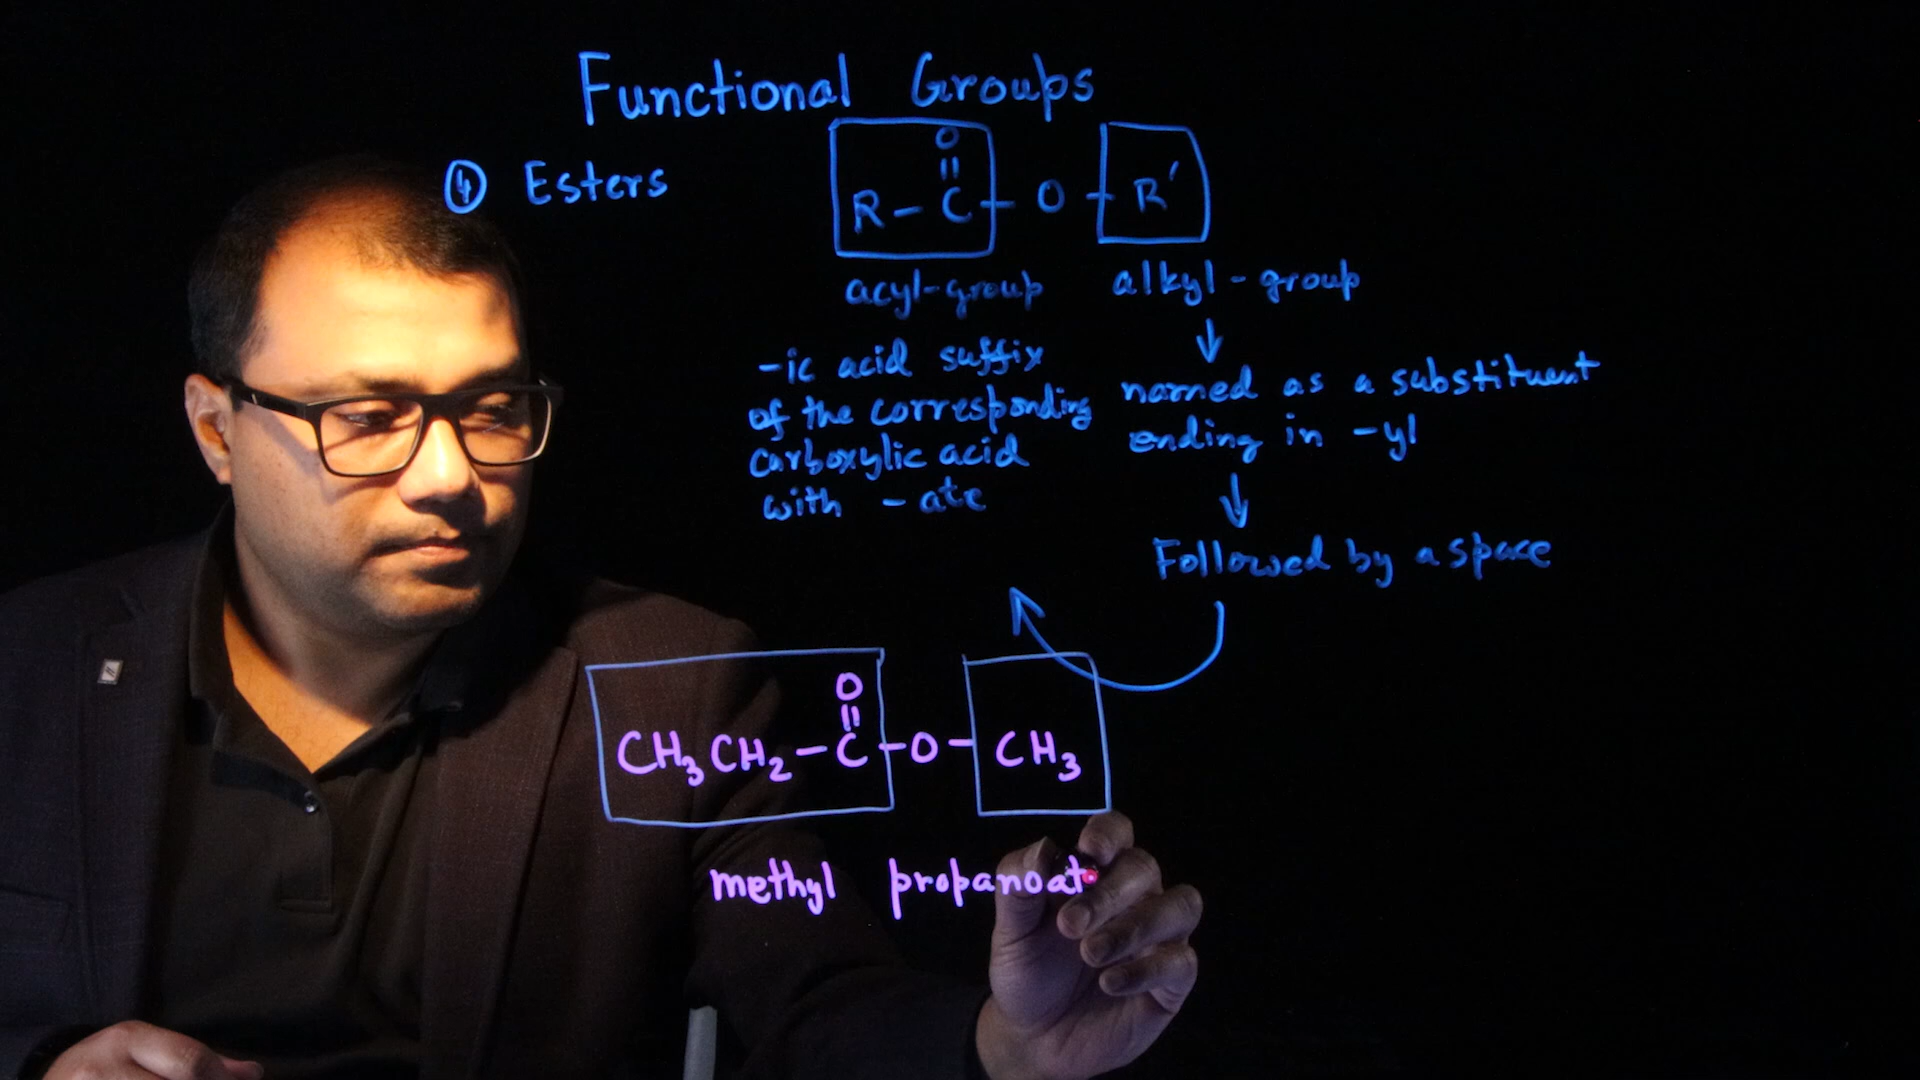 Functional Groups
④ Esters
O
||
R – C – O – R′
acyl-group
alkyl-group
-ic acid suffix
of the corresponding
carboxylic acid
with -ate
named as a substituent
ending in -yl
Followed by a space
O
||
CH₃CH₂ – C – O – CH₃
methyl propanoat